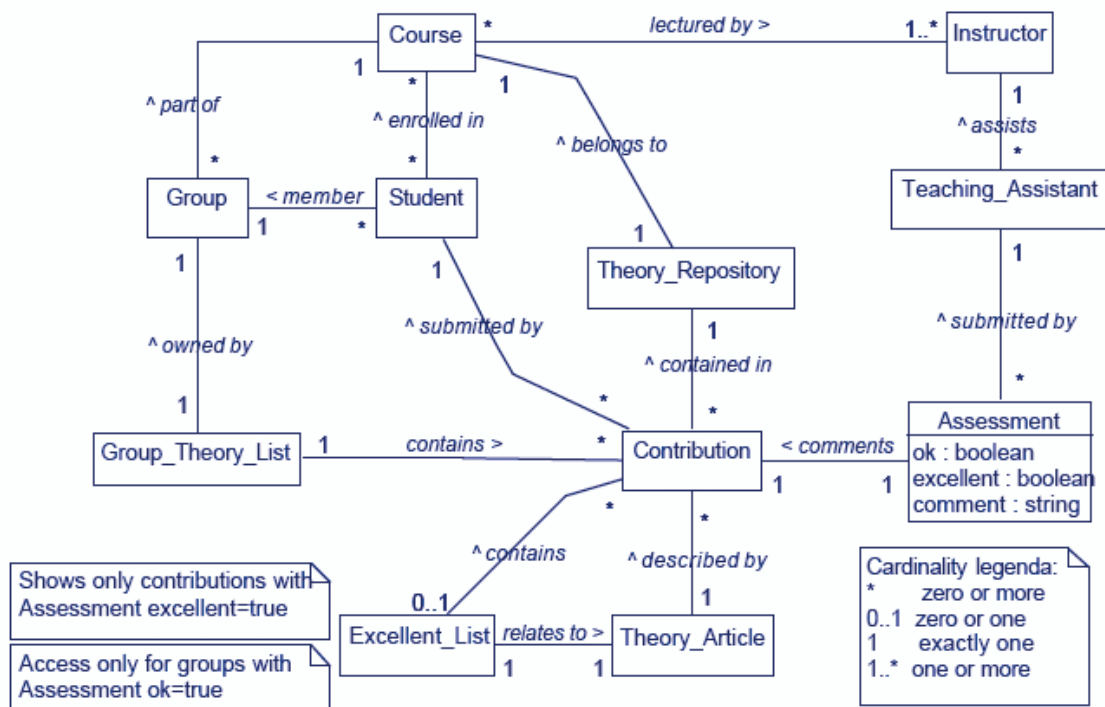 Course
*
lectured by >
1..*
Instructor
1
*
1
1
^ part of
^ enrolled in
^ belongs to
^ assists
*
*
*
Group
< member
Student
Teaching_Assistant
1
*
1
1
1
1
Theory_Repository
^ submitted by
1
^ submitted by
^ owned by
^ contained in
1
*
*
*
Group_Theory_List
1
contains >
*
Contribution
< comments
1
1
Assessment
ok : boolean
excellent : boolean
comment : string
*
*
^ contains
^ described by
0..1
1
Excellent_List
relates to >
Theory_Article
1
1
Shows only contributions with
Assessment excellent=true
Access only for groups with
Assessment ok=true
Cardinality legenda:
* zero or more
0..1 zero or one
1 exactly one
1..* one or more